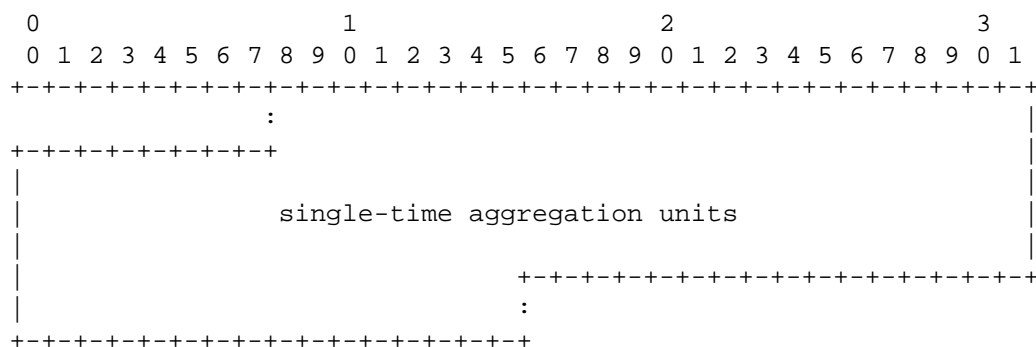 0                   1                   2                   3
0 1 2 3 4 5 6 7 8 9 0 1 2 3 4 5 6 7 8 9 0 1 2 3 4 5 6 7 8 9 0 1
+-+-+-+-+-+-+-+-+-+-+-+-+-+-+-+-+-+-+-+-+-+-+-+-+-+-+-+-+-+-+-+-+
                :                                               |
+-+-+-+-+-+-+-+-+                                               |
|                                                               |
|                single-time aggregation units                  |
|                                                               |
|                               +-+-+-+-+-+-+-+-+-+-+-+-+-+-+-+-+
|                               :
+-+-+-+-+-+-+-+-+-+-+-+-+-+-+-+-+